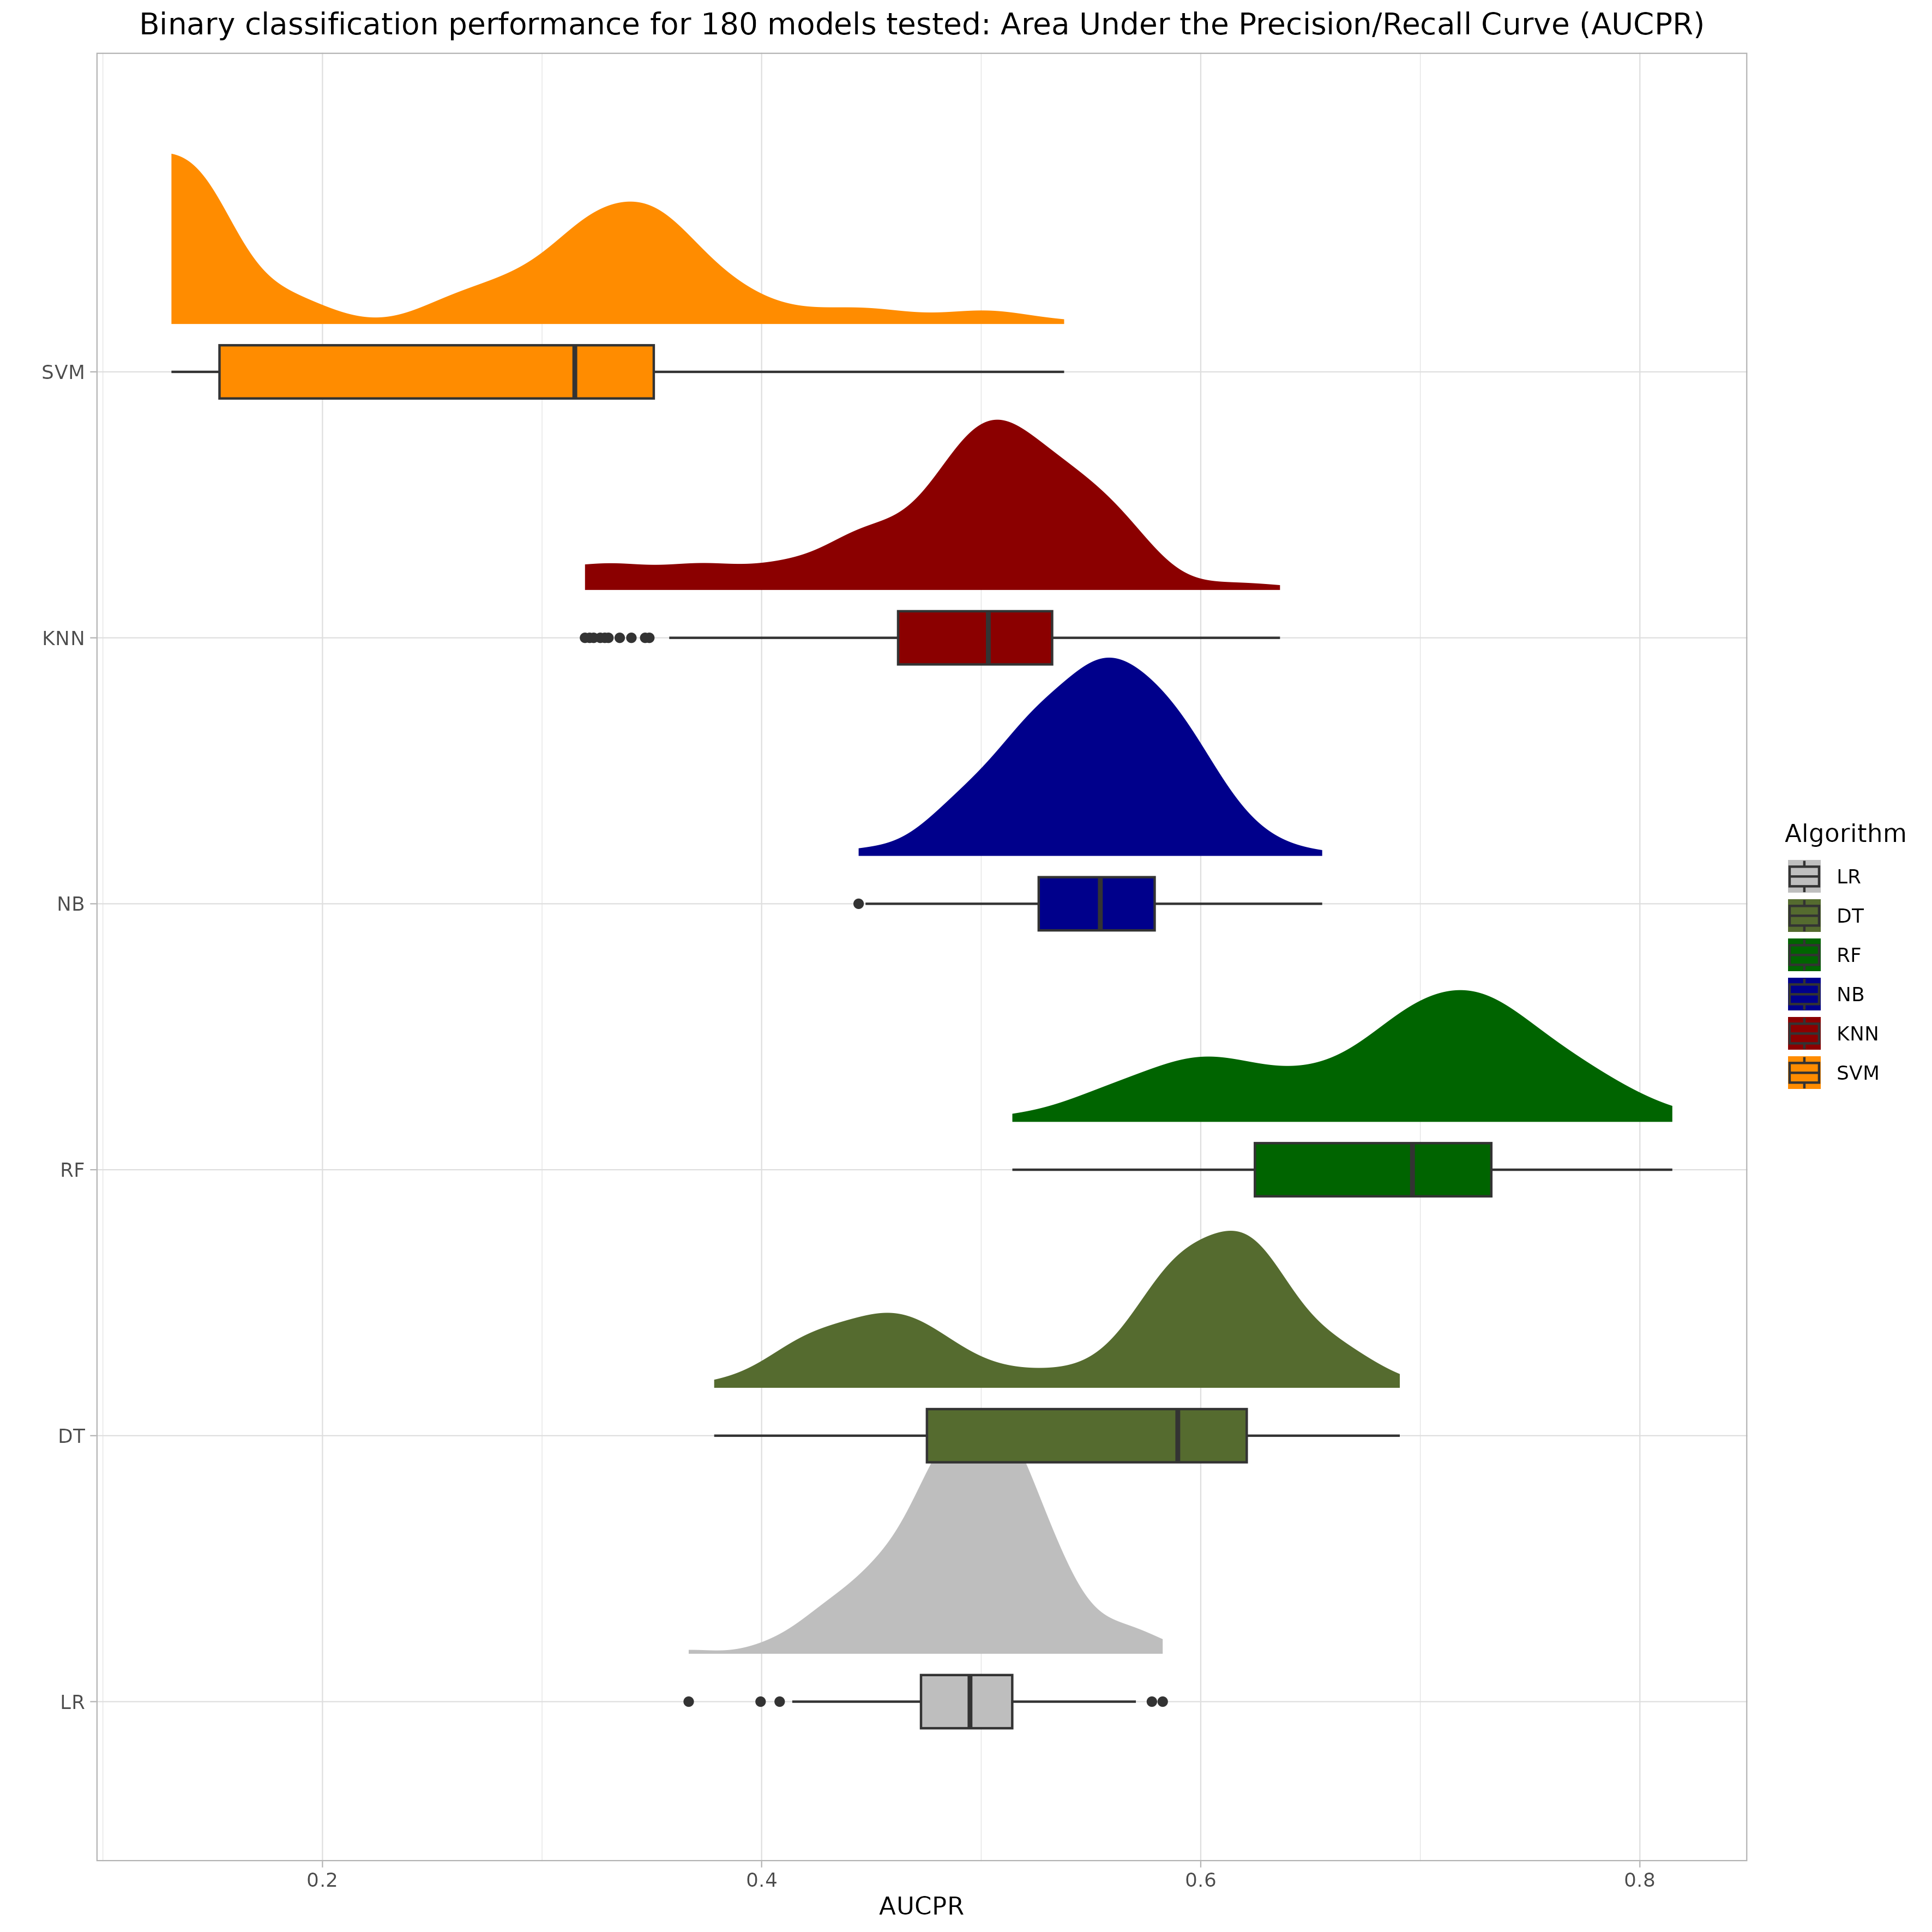 Binary classification performance for 180 models tested: Area Under the Precision/Recall Curve (AUCPR)
SVM
KNN
NB
RF
DT
LR
0.2 0.4 0.6 0.8
AUCPR
Algorithm
LR
DT
RF
NB
KNN
SVM